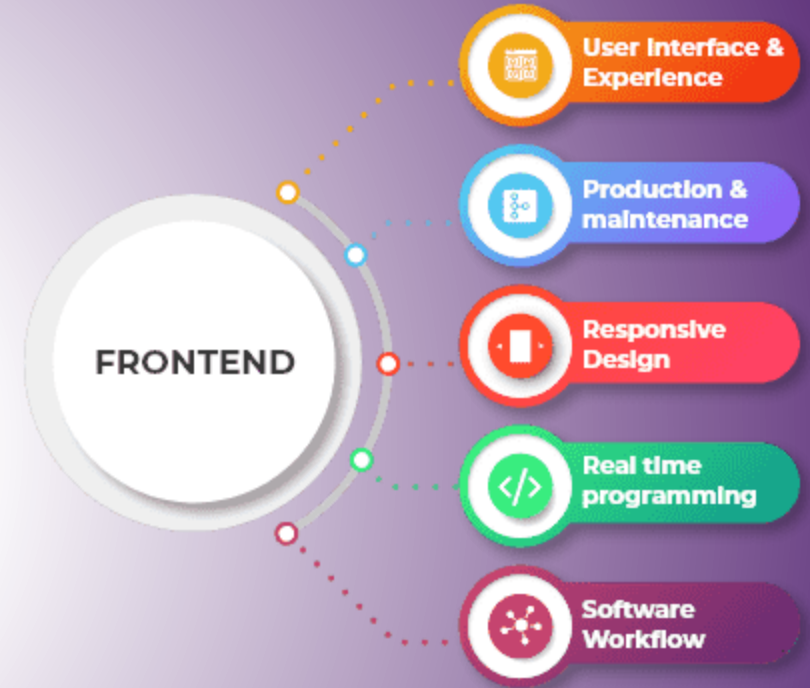 FRONTEND
User Interface &
Experience
Production &
maintenance
Responsive
Design
Real time
programming
</>
Software
Workflow